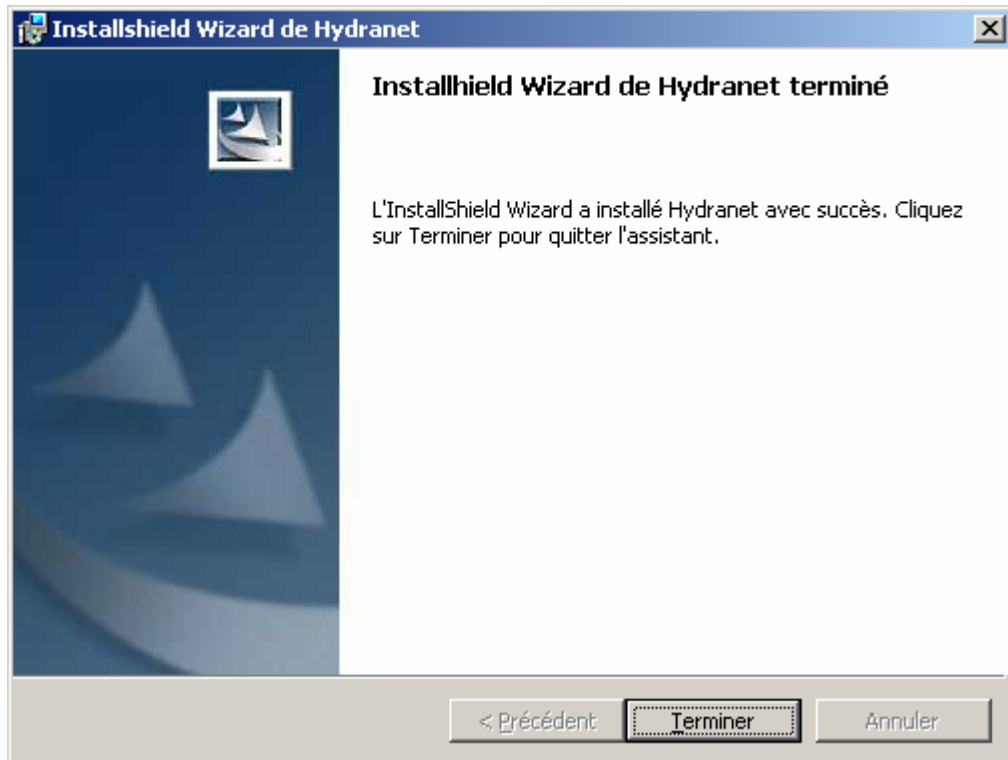 Installshield Wizard de Hydranet
Installhield Wizard de Hydranet terminé
L'InstallShield Wizard a installé Hydranet avec succès. Cliquez
sur Terminer pour quitter l'assistant.
< Précédent
Terminer
Annuler